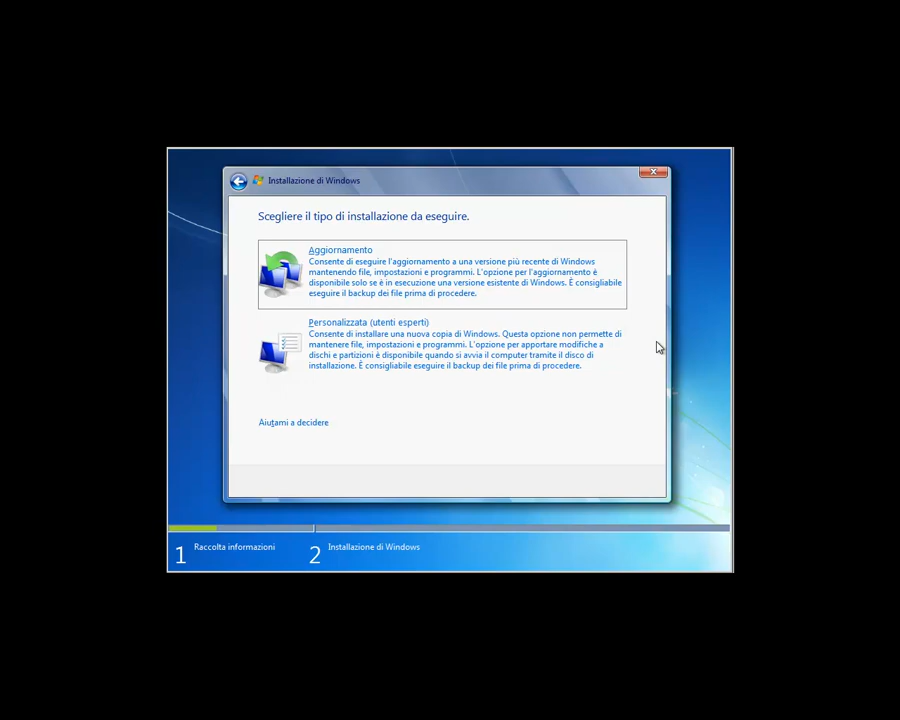 Installazione di Windows
Scegliere il tipo di installazione da eseguire.
Aggiornamento
Consente di eseguire l'aggiornamento a una versione più recente di Windows
mantenendo file, impostazioni e programmi. L'opzione per l'aggiornamento è
disponibile solo se è in esecuzione una versione esistente di Windows. È consigliabile
eseguire il backup dei file prima di procedere.
Personalizzata (utenti esperti)
Consente di installare una nuova copia di Windows. Questa opzione non permette di
mantenere file, impostazioni e programmi. L'opzione per apportare modifiche a
dischi e partizioni è disponibile quando si avvia il computer tramite il disco di
installazione. È consigliabile eseguire il backup dei file prima di procedere.
Aiutami a decidere
1 Raccolta informazioni
2 Installazione di Windows